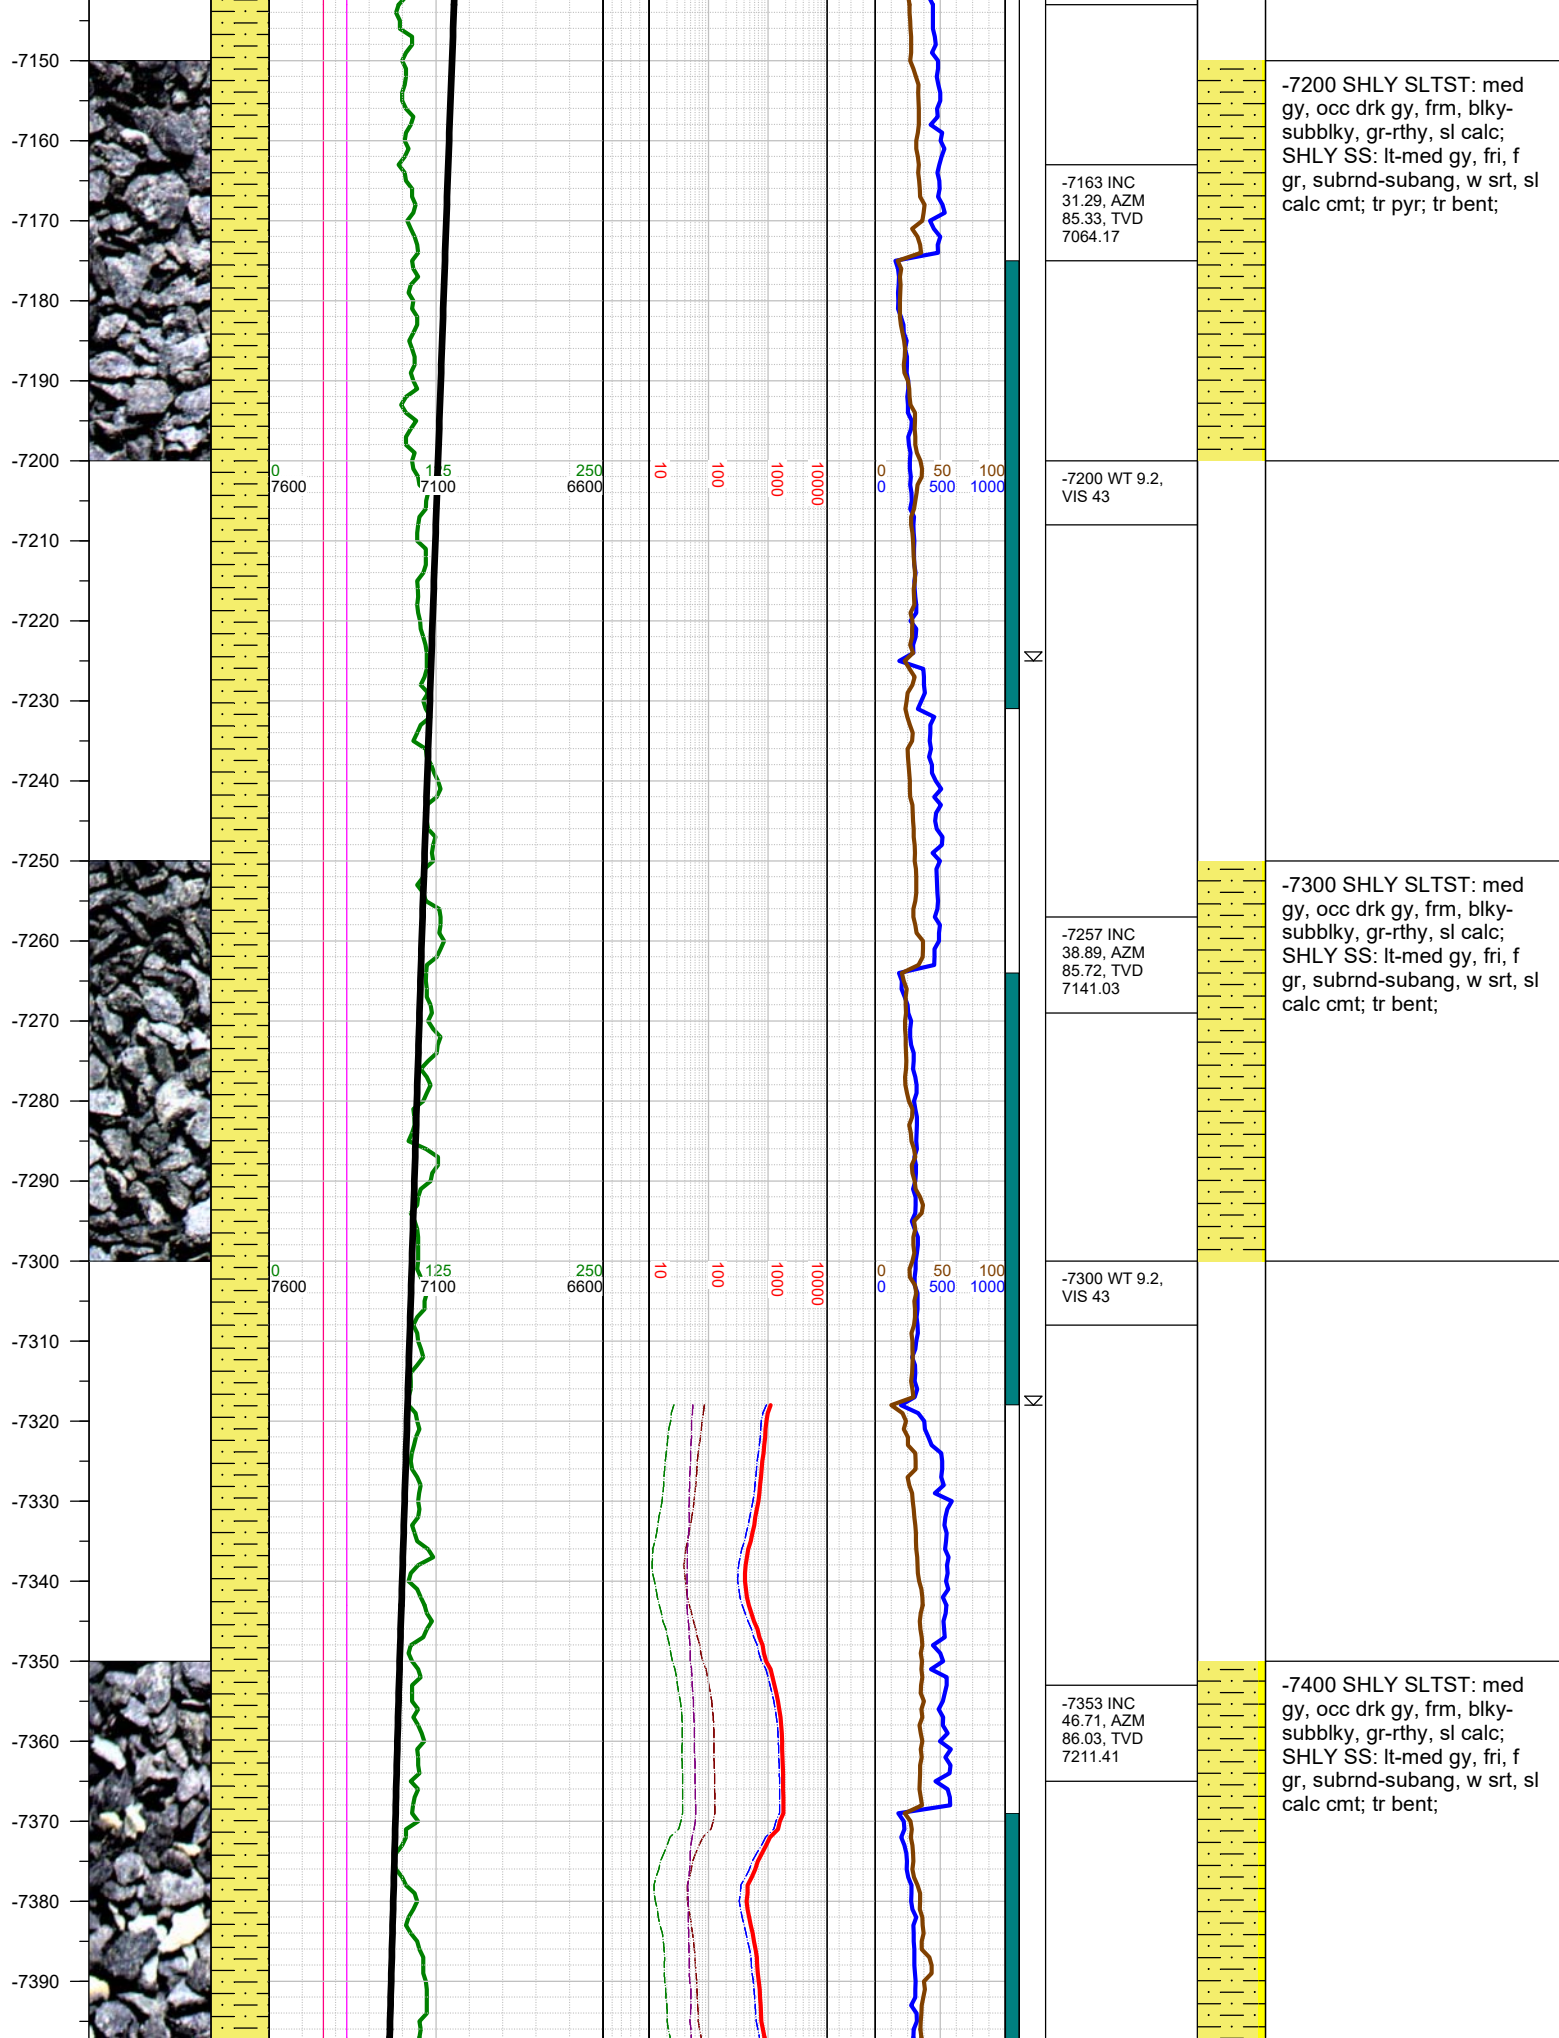 -7150
-7160
-7170
-7180
-7190
-7200
-7210
-7220
-7230
-7240
-7250
-7260
-7270
-7280
-7290
-7300
-7310
-7320
-7330
-7340
-7350
-7360
-7370
-7380
-7390
0 250
7600 7100 6600
10 100 1000 10000
0 50 100
0 500 1000
0 125 250
7600 7100 6600
10 100 1000 10000
0 50 100
0 500 1000
-7163 INC
31.29, AZM
85.33, TVD
7064.17
-7200 WT 9.2,
VIS 43
-7257 INC
38.89, AZM
85.72, TVD
7141.03
-7300 WT 9.2,
VIS 43
-7353 INC
46.71, AZM
86.03, TVD
7211.41
-7200 SHLY SLTST: med
gy, occ drk gy, frm, blky-
subblky, gr-rthy, sl calc;
SHLY SS: lt-med gy, fri, f
gr, subrnd-subang, w srt, sl
calc cmt; tr pyr; tr bent;
-7300 SHLY SLTST: med
gy, occ drk gy, frm, blky-
subblky, gr-rthy, sl calc;
SHLY SS: lt-med gy, fri, f
gr, subrnd-subang, w srt, sl
calc cmt; tr bent;
-7400 SHLY SLTST: med
gy, occ drk gy, frm, blky-
subblky, gr-rthy, sl calc;
SHLY SS: lt-med gy, fri, f
gr, subrnd-subang, w srt, sl
calc cmt; tr bent;